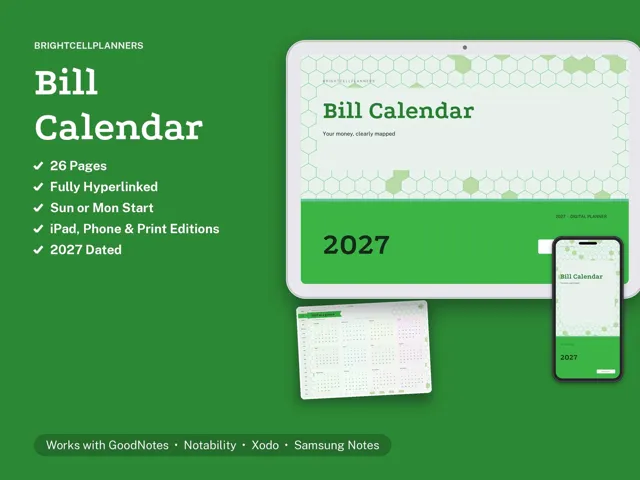 BRIGHTCELLPLANNERS
Bill
Calendar
26 Pages
Fully Hyperlinked
Sun or Mon Start
iPad, Phone & Print Editions
2027 Dated
Works with GoodNotes • Notability • Xodo • Samsung Notes
BRIGHTCELLPLANNERS
Bill Calendar
Your money, clearly mapped
2027 · DIGITAL PLANNER
2027
Bill Calendar
2027